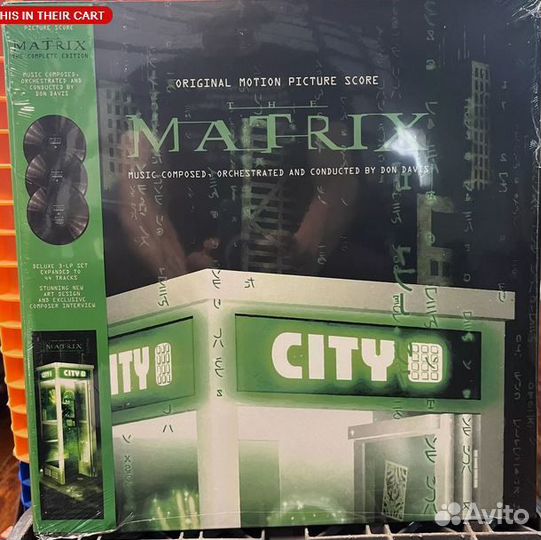 HIS IN THEIR CART
PICTURE SCORE
THE
MATRIX
THE COMPLETE EDITION
MUSIC COMPOSED,
ORCHESTRATED AND
CONDUCTED BY
DON DAVIS
DELUXE 3-LP SET
EXPANDED TO
44 TRACKS
STUNNING NEW
ART DESIGN
AND EXCLUSIVE
COMPOSER INTERVIEW
MATRIX
CITY
ORIGINAL MOTION PICTURE SCORE
THE
MATRIX
MUSIC COMPOSED, ORCHESTRATED AND CONDUCTED BY DON DAVIS
ITY
CITY
Avito